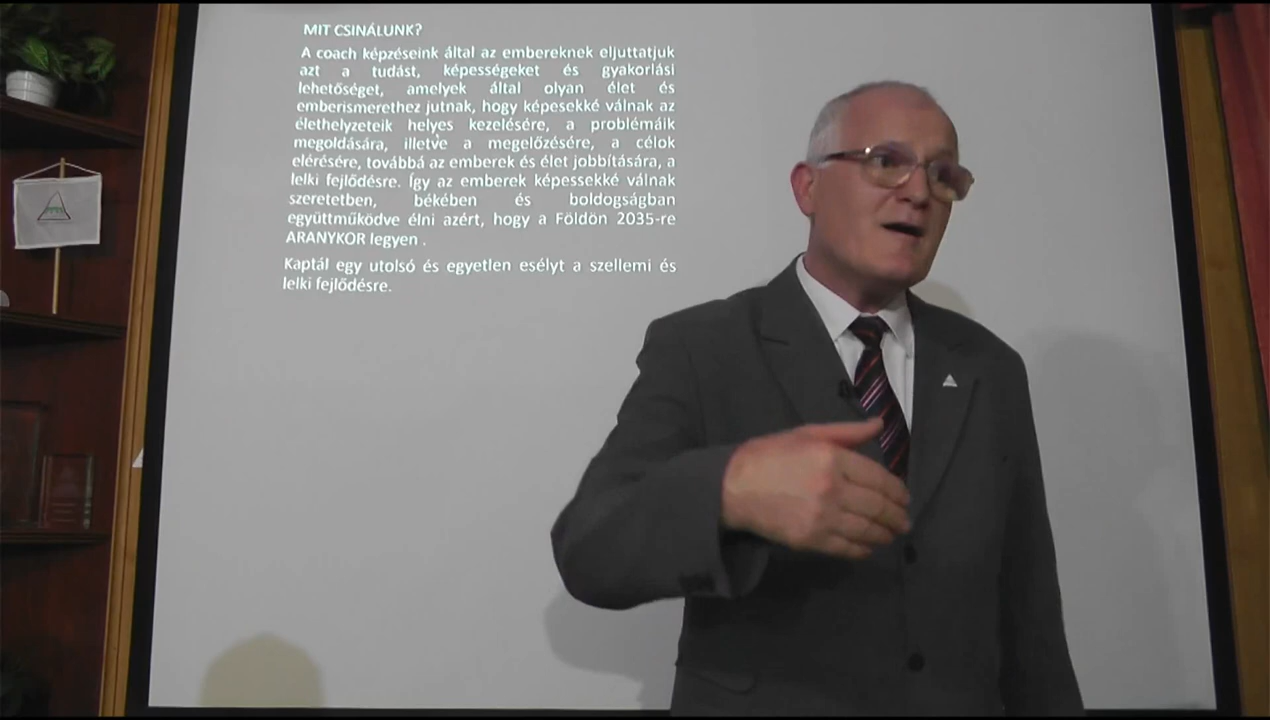 MIT CSINÁLUNK?
A coach képzéseink által az embereknek eljuttatjuk
azt a tudást, képességeket és gyakorlási
lehetőséget, amelyek által olyan élet és
emberismerethez jutnak, hogy képesekké válnak az
élethelyzeteik helyes kezelésére, a problémáik
megoldására, illetve a megelőzésére, a célok
elérésére, továbbá az emberek és élet jobbítására, a
lelki fejlődésre. Így az emberek képessekké válnak
szeretetben, békében és boldogságban
együttműködve élni azért, hogy a Földön 2035-re
ARANYKOR legyen .
Kaptál egy utolsó és egyetlen esélyt a szellemi és
lelki fejlődésre.